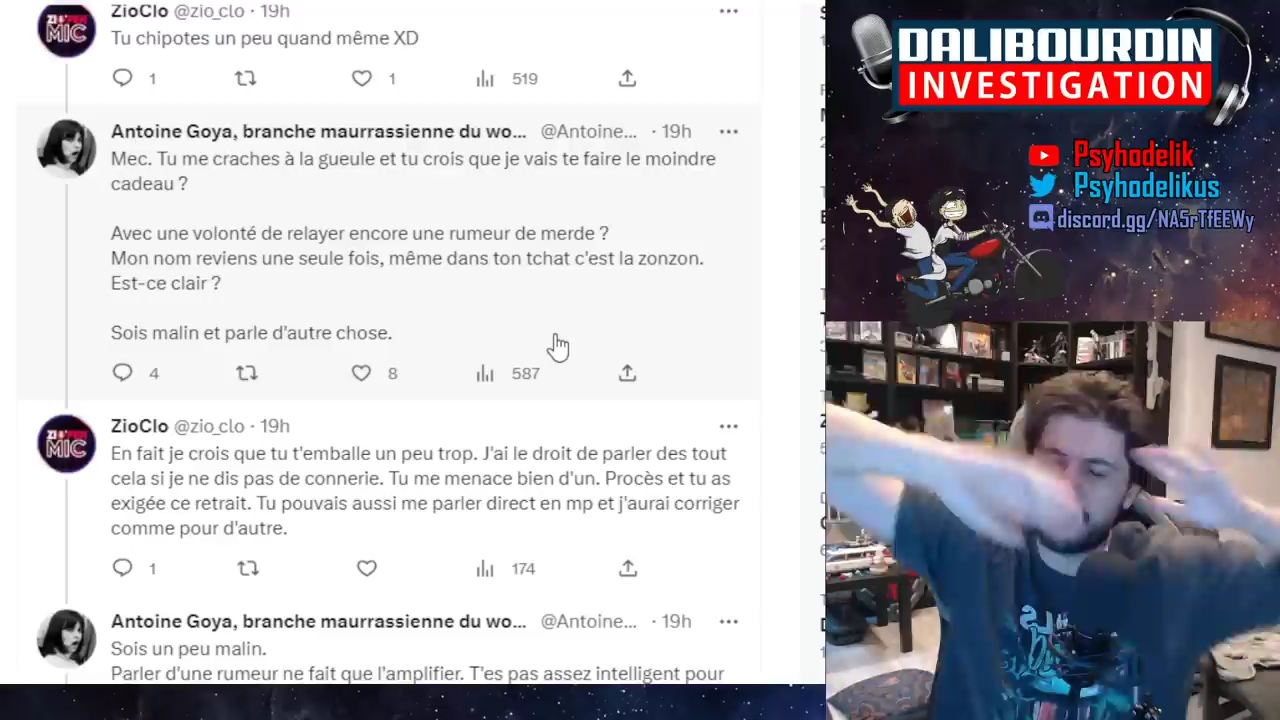 ZioClo @zio_clo · 19h
Tu chipotes un peu quand même XD
1 1 519
Antoine Goya, branche maurrassienne du wo... @Antoine... · 19h
Mec. Tu me craches à la gueule et tu crois que je vais te faire le moindre
cadeau ?
Avec une volonté de relayer encore une rumeur de merde ?
Mon nom reviens une seule fois, même dans ton tchat c'est la zonzon.
Est-ce clair ?
Sois malin et parle d'autre chose.
4 8 587
ZioClo @zio_clo · 19h
En fait je crois que tu t'emballe un peu trop. J'ai le droit de parler des tout
cela si je ne dis pas de connerie. Tu me menace bien d'un. Procès et tu as
exigée ce retrait. Tu pouvais aussi me parler direct en mp et j'aurai corriger
comme pour d'autre.
1 174
Antoine Goya, branche maurrassienne du wo... @Antoine... · 19h
Sois un peu malin.
Parler d'une rumeur ne fait que l'amplifier. T'es pas assez intelligent pour
DALIBOURDIN
INVESTIGATION
Psyhodelik
Psyhodelikus
discord.gg/NA5rTfEEWy